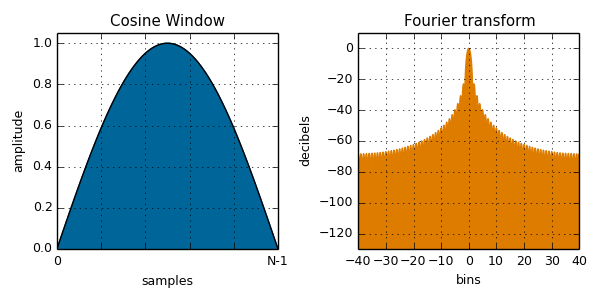 Cosine Window
1.0
0.8
0.6
0.4
0.2
0.0
amplitude
0 N-1
samples
Fourier transform
0
−20
−40
−60
−80
−100
−120
decibels
−40 −30 −20 −10 0 10 20 30 40
bins